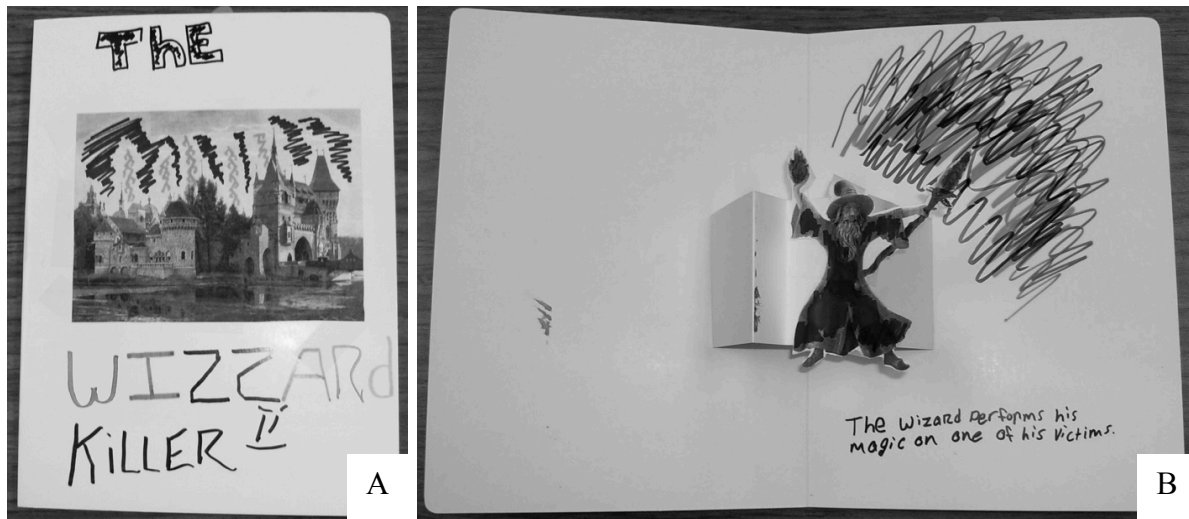 The
WIZZARd
KiLLER II
A
The Wizard performs his
magic on one of his victims.
B